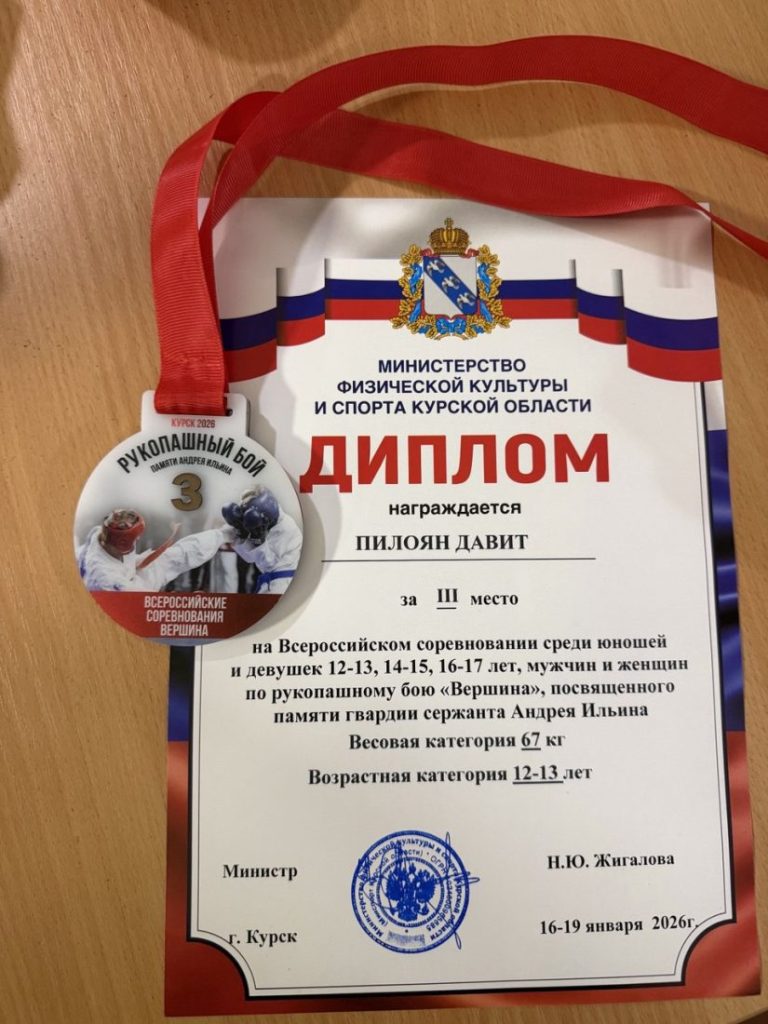 КУРСК 2026
РУКОПАШНЫЙ БОЙ
ПАМЯТИ АНДРЕЯ ИЛЬИНА
3
ВСЕРОССИЙСКИЕ
СОРЕВНОВАНИЯ
ВЕРШИНА
МИНИСТЕРСТВО
ФИЗИЧЕСКОЙ КУЛЬТУРЫ
И СПОРТА КУРСКОЙ ОБЛАСТИ
ДИПЛОМ
награждается
ПИЛОЯН ДАВИТ
за III место
на Всероссийском соревновании среди юношей
и девушек 12-13, 14-15, 16-17 лет, мужчин и женщин
по рукопашному бою «Вершина», посвященного
памяти гвардии сержанта Андрея Ильина
Весовая категория 67 кг
Возрастная категория 12-13 лет
Министр
Н.Ю. Жигалова
г. Курск
16-19 января 2026г.